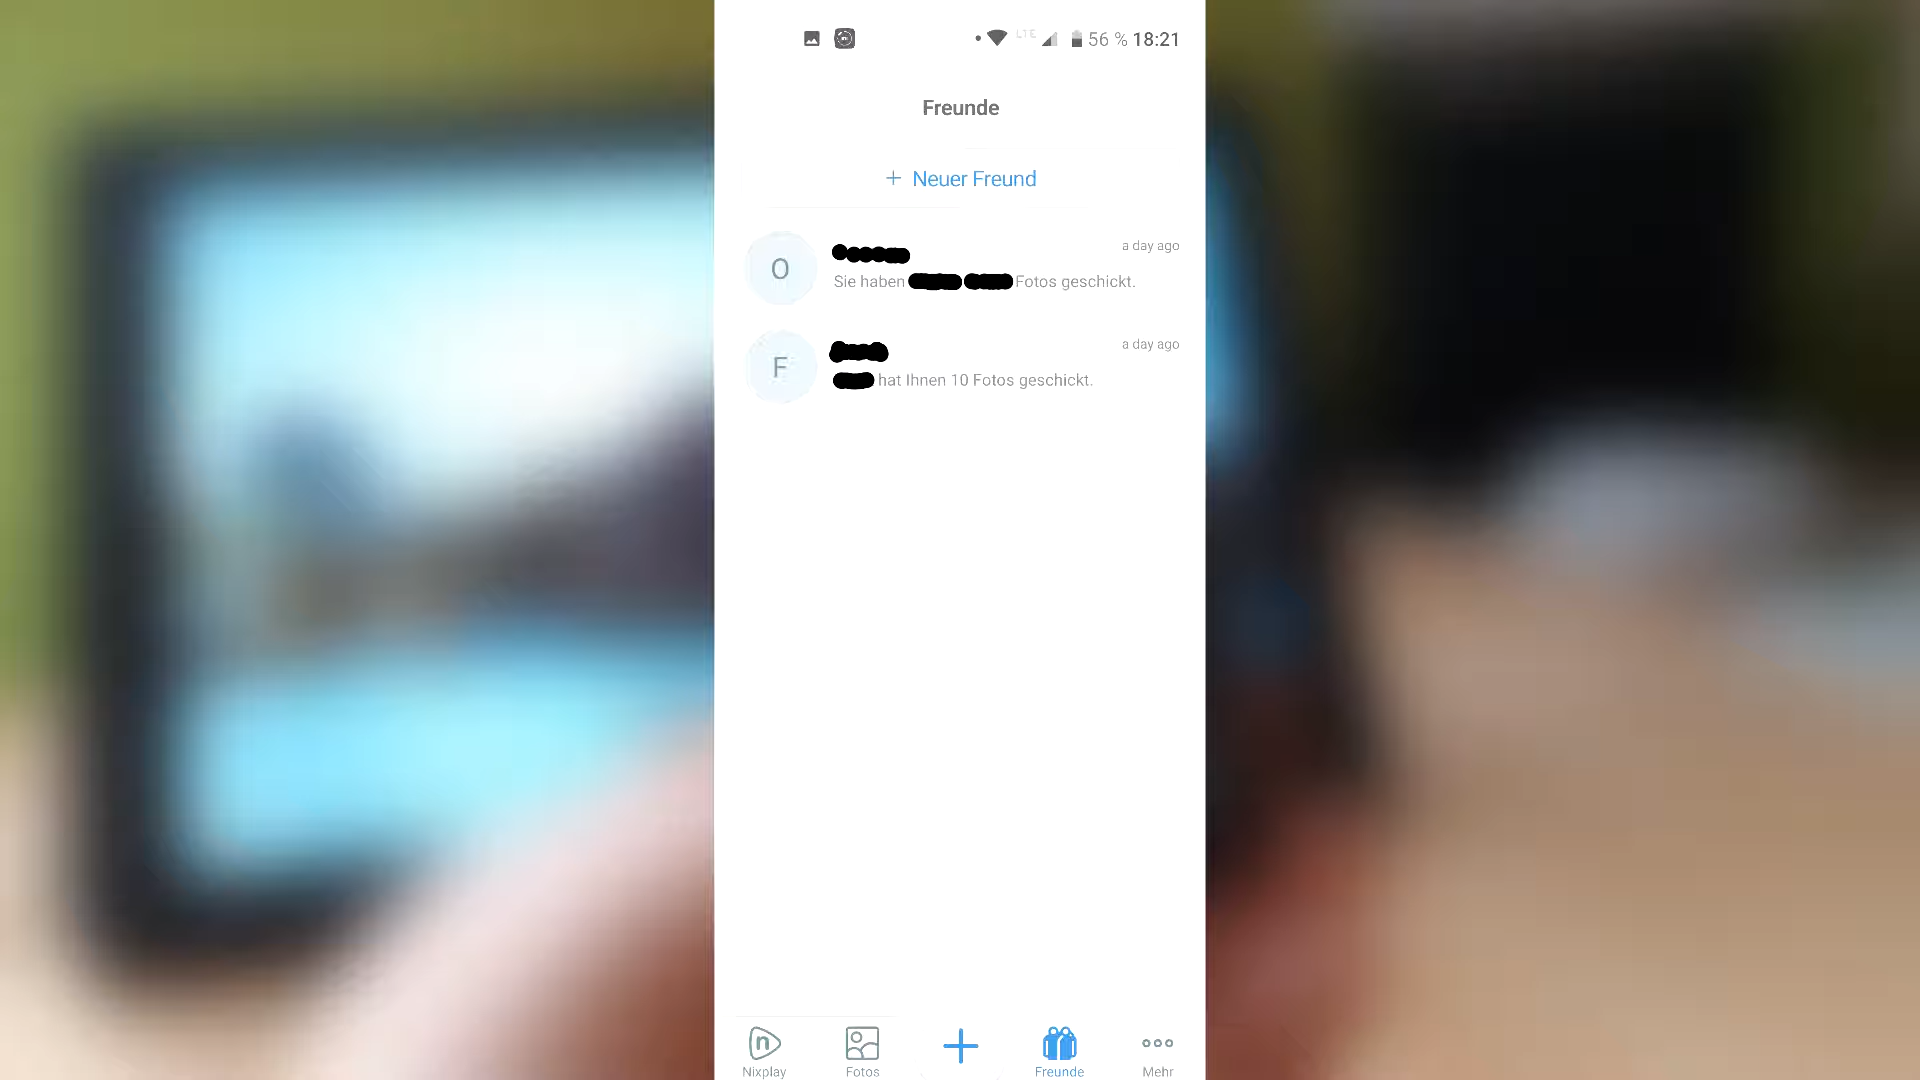 LTE 56 % 18:21
Freunde
+ Neuer Freund
O
a day ago
Sie haben Fotos geschickt.
F
a day ago
hat Ihnen 10 Fotos geschickt.
n
Nixplay Fotos Freunde Mehr